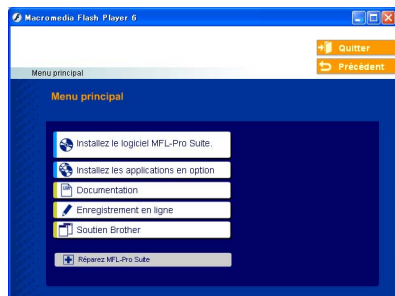 Macromedia Flash Player 6
Quitter
Précédent
Menu principal
Menu principal
Installez le logiciel MFL-Pro Suite.
Installez les applications en option
Documentation
Enregistrement en ligne
Soutien Brother
Réparez MFL-Pro Suite